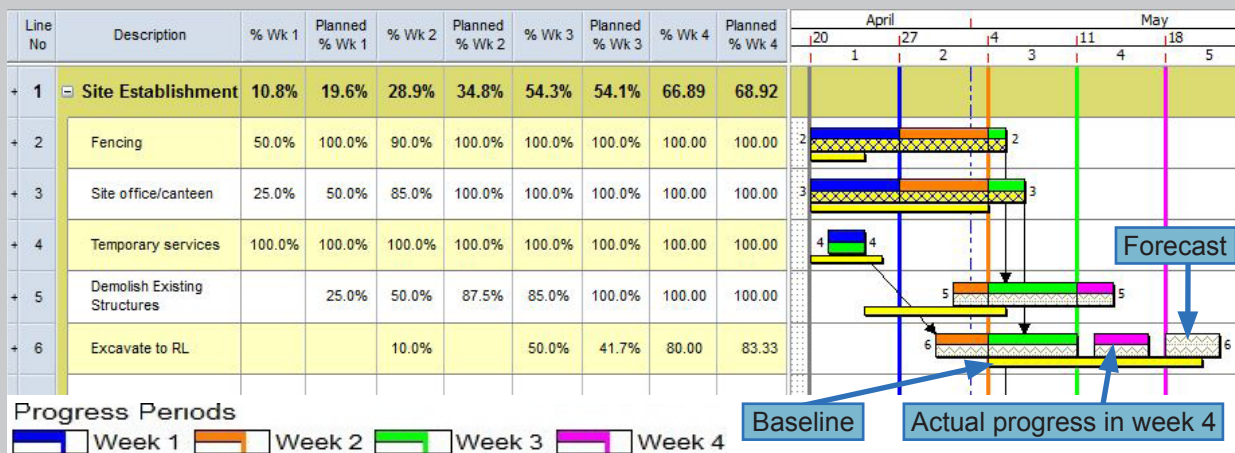 Line No Description % Wk 1 Planned % Wk 1 % Wk 2 Planned % Wk 2 % Wk 3 Planned % Wk 3 % Wk 4 Planned % Wk 4
April May
20 27 4 11 18
1 2 3 4 5
1 Site Establishment 10.8% 19.6% 28.9% 34.8% 54.3% 54.1% 66.89 68.92
2 Fencing 50.0% 100.0% 90.0% 100.0% 100.0% 100.0% 100.00 100.00 2 2
3 Site office/canteen 25.0% 50.0% 85.0% 100.0% 100.0% 100.0% 100.00 100.00 3 3
4 Temporary services 100.0% 100.0% 100.0% 100.0% 100.0% 100.0% 100.00 100.00 4 4
Forecast
5 Demolish Existing Structures 25.0% 50.0% 87.5% 85.0% 100.0% 100.00 100.00 5 5
6 Excavate to RL 10.0% 50.0% 41.7% 80.00 83.33 6 6
Baseline Actual progress in week 4
Progress Periods
Week 1 Week 2 Week 3 Week 4